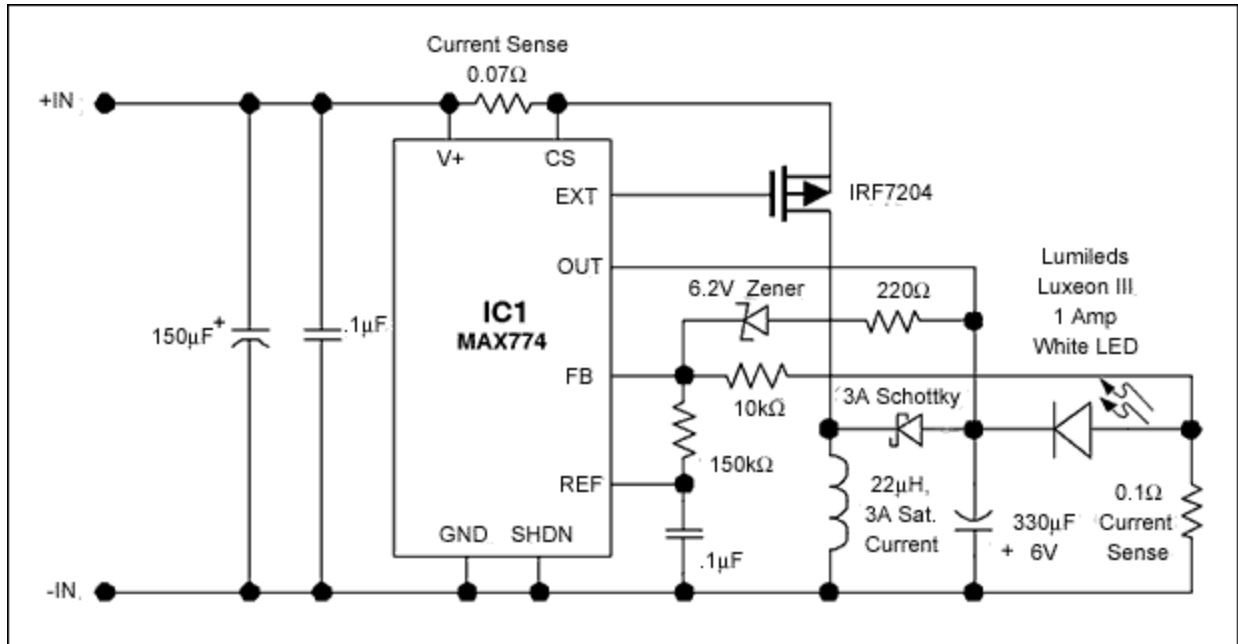 Current Sense
0.07Ω
+IN
V+
CS
EXT
IRF7204
OUT
Lumileds
Luxeon III
1 Amp
White LED
6.2V Zener
220Ω
150µF
+
.1µF
IC1
MAX774
FB
10kΩ
3A Schottky
150kΩ
REF
22µH,
3A Sat.
Current
330µF
+ 6V
0.1Ω
Current
Sense
GND
SHDN
.1µF
-IN